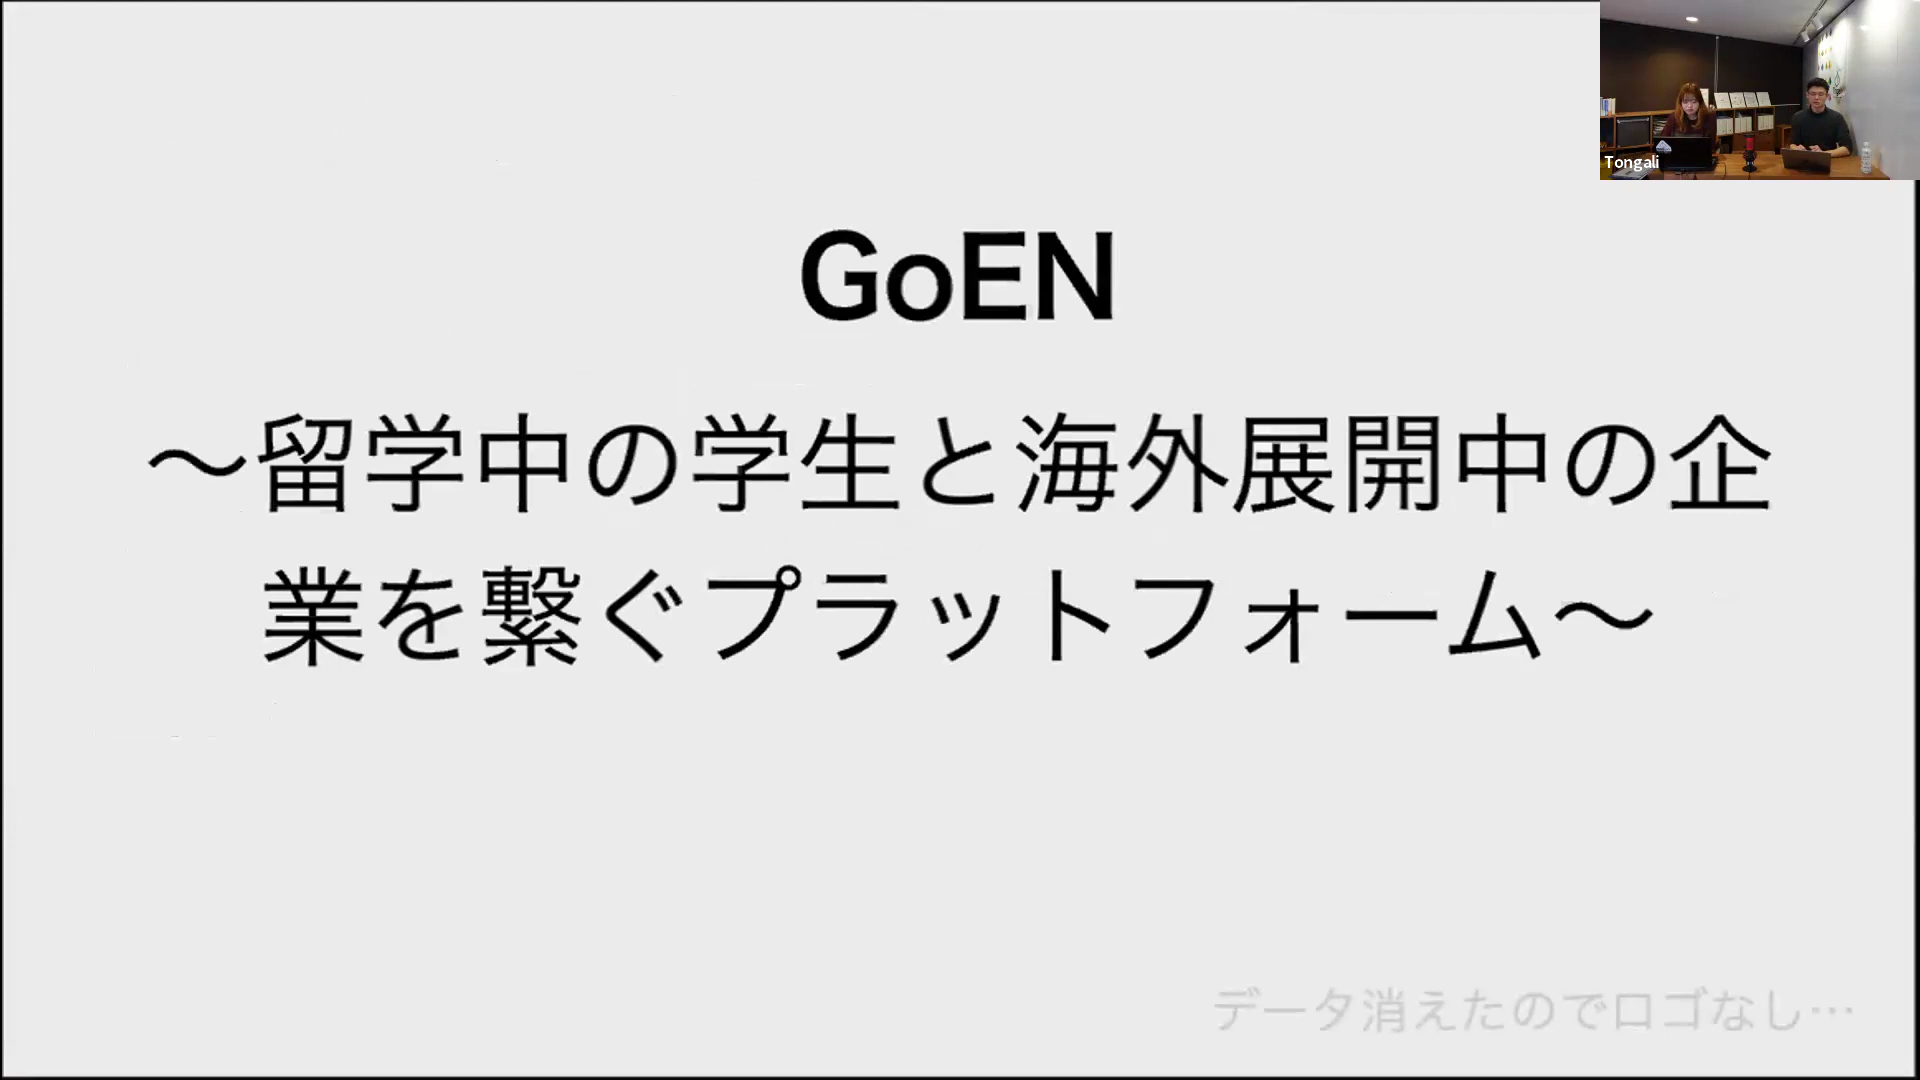 GoEN
～留学中の学生と海外展開中の企
業を繋ぐプラットフォーム～
データ消えたのでロゴなし…
Tongali